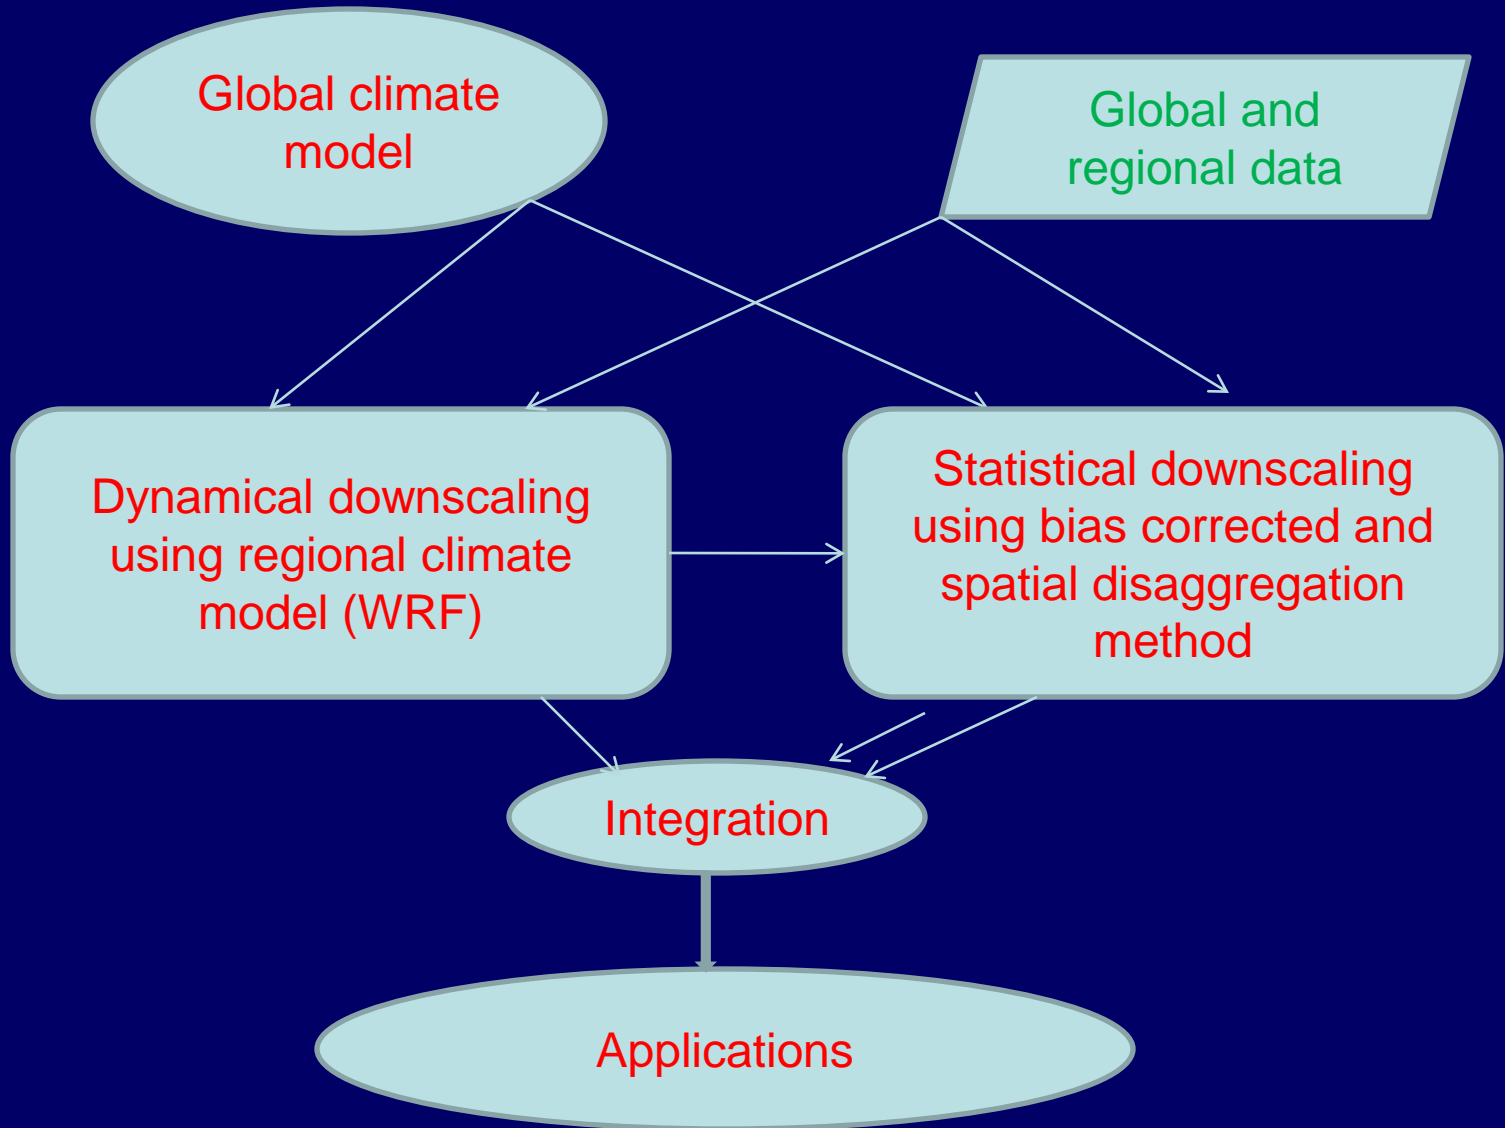 Global climate
model
Global and
regional data
Dynamical downscaling
using regional climate
model (WRF)
Statistical downscaling
using bias corrected and
spatial disaggregation
method
Integration
Applications